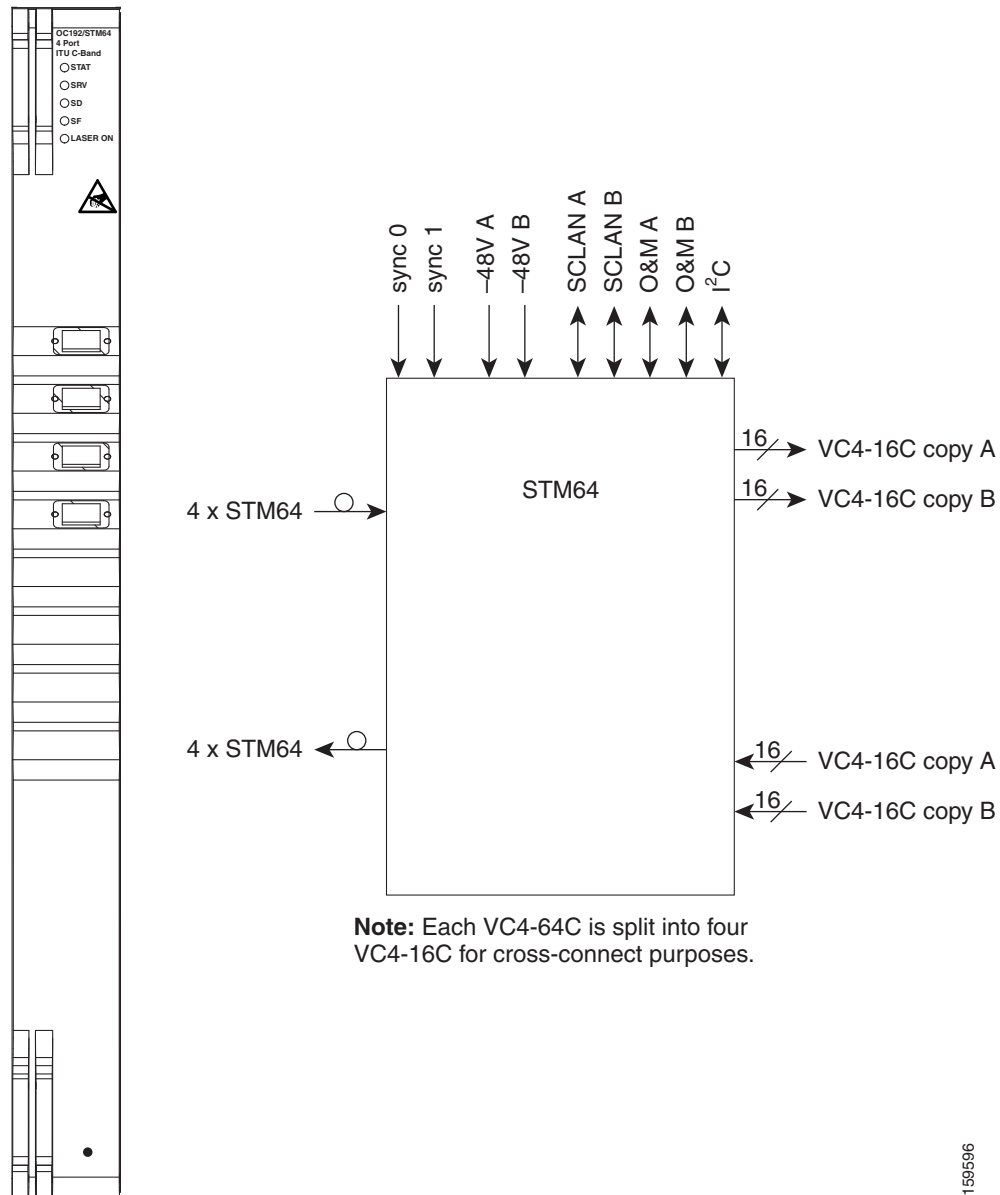 OC192/STM64
4 Port
ITU C-Band
STAT
SRV
SD
SF
LASER ON
sync 0
sync 1
–48V A
–48V B
SCLAN A
SCLAN B
O&M A
O&M B
I²C
STM64
4 x STM64
4 x STM64
16
VC4-16C copy A
16
VC4-16C copy B
16
VC4-16C copy A
16
VC4-16C copy B
Note: Each VC4-64C is split into four
VC4-16C for cross-connect purposes.
159596